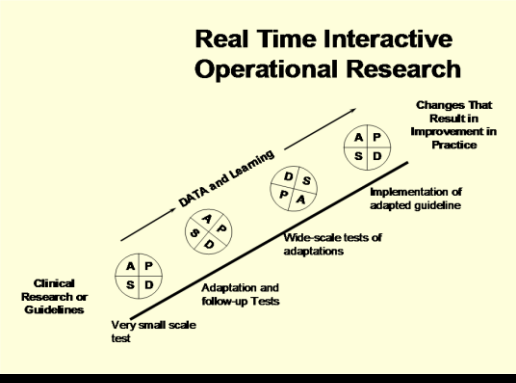 Real Time Interactive
Operational Research
Changes That
Result in
Improvement in
Practice
A P
S D
DATA and Learning
D S
P A
Implementation of
adapted guideline
A P
S D
Wide-scale tests of
adaptations
A P
S D
Clinical
Research or
Guidelines
Adaptation and
follow-up Tests
Very small scale
test